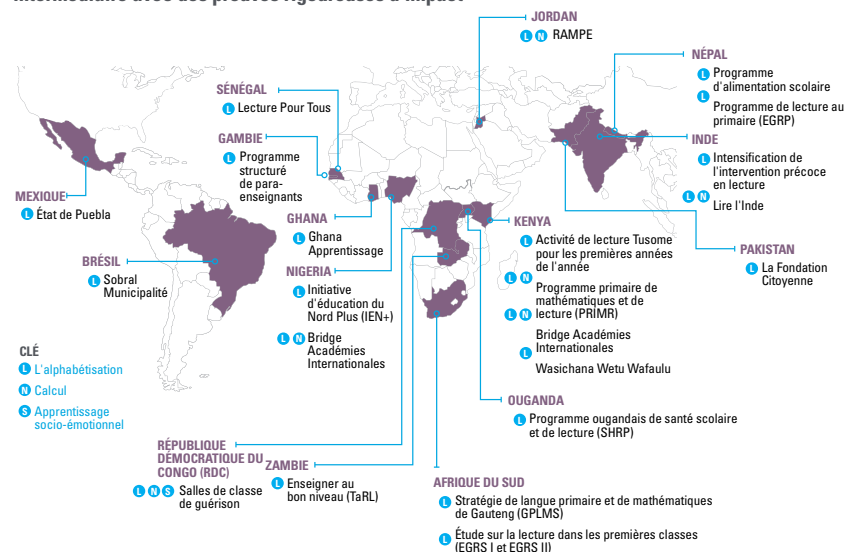 intermédiaire avec des preuves rigoureuses d'impact
JORDAN
L N RAMPE
NÉPAL
L Programme
d'alimentation scolaire
L
Programme de lecture au
primaire (EGRP)
INDE
L Intensification de
l'intervention précoce
en lecture
L N
Lire l'Inde
PAKISTAN
L La Fondation
Citoyenne
SÉNÉGAL
L Lecture Pour Tous
GAMBIE
L Programme
structuré
de para-
enseignants
MEXIQUE
L État de Puebla
GHANA
L Ghana
Apprentissage
BRÉSIL
L Sobral
Municipalité
NIGERIA
L Initiative
d'éducation du
Nord Plus (IEN+)
L N Bridge
Académies
Internationales
KENYA
L Activité de lecture Tusome
pour les premières années
de l'année
L N
Programme primaire de
mathématiques et de
L N lecture (PRIMR)
Bridge Académies
L Internationales
Wasichana Wetu Wafaulu
CLÉ
L L'alphabétisation
N Calcul
S Apprentissage
socio-émotionnel
OUGANDA
L Programme ougandais de santé scolaire
et de lecture (SHRP)
RÉPUBLIQUE
DÉMOCRATIQUE DU
CONGO (RDC)
L N S Salles de classe
de guérison
ZAMBIE
L Enseigner au
bon niveau (TaRL)
AFRIQUE DU SUD
L Stratégie de langue primaire et de mathématiques
de Gauteng (GPLMS)
L Étude sur la lecture dans les premières classes
(EGRS I et EGRS II)